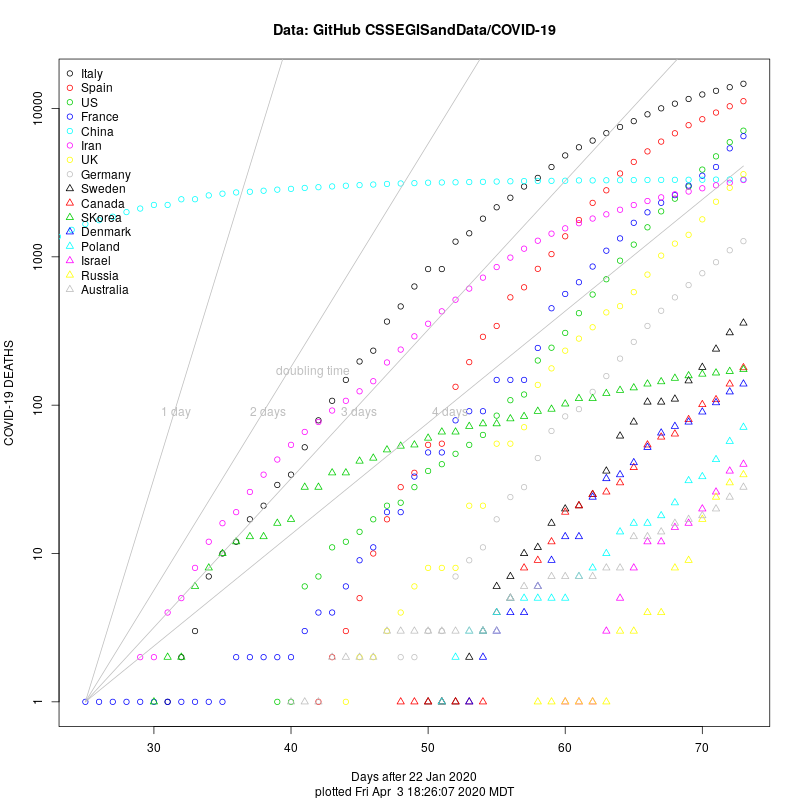 Data: GitHub CSSEGISandData/COVID-19
Italy
Spain
US
France
China
Iran
UK
Germany
Sweden
Canada
SKorea
Denmark
Poland
Israel
Russia
Australia
doubling time
1 day
2 days
3 days
4 days
COVID-19 DEATHS
1
10
100
1000
10000
30
40
50
60
70
Days after 22 Jan 2020
plotted Fri Apr 3 18:26:07 2020 MDT